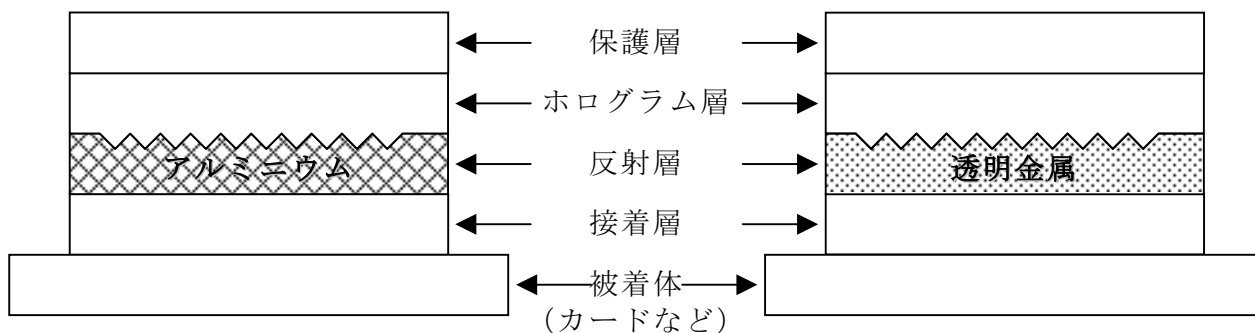 保護層
ホログラム層
アルミニウム
反射層
透明金属
接着層
被着体
（カードなど）